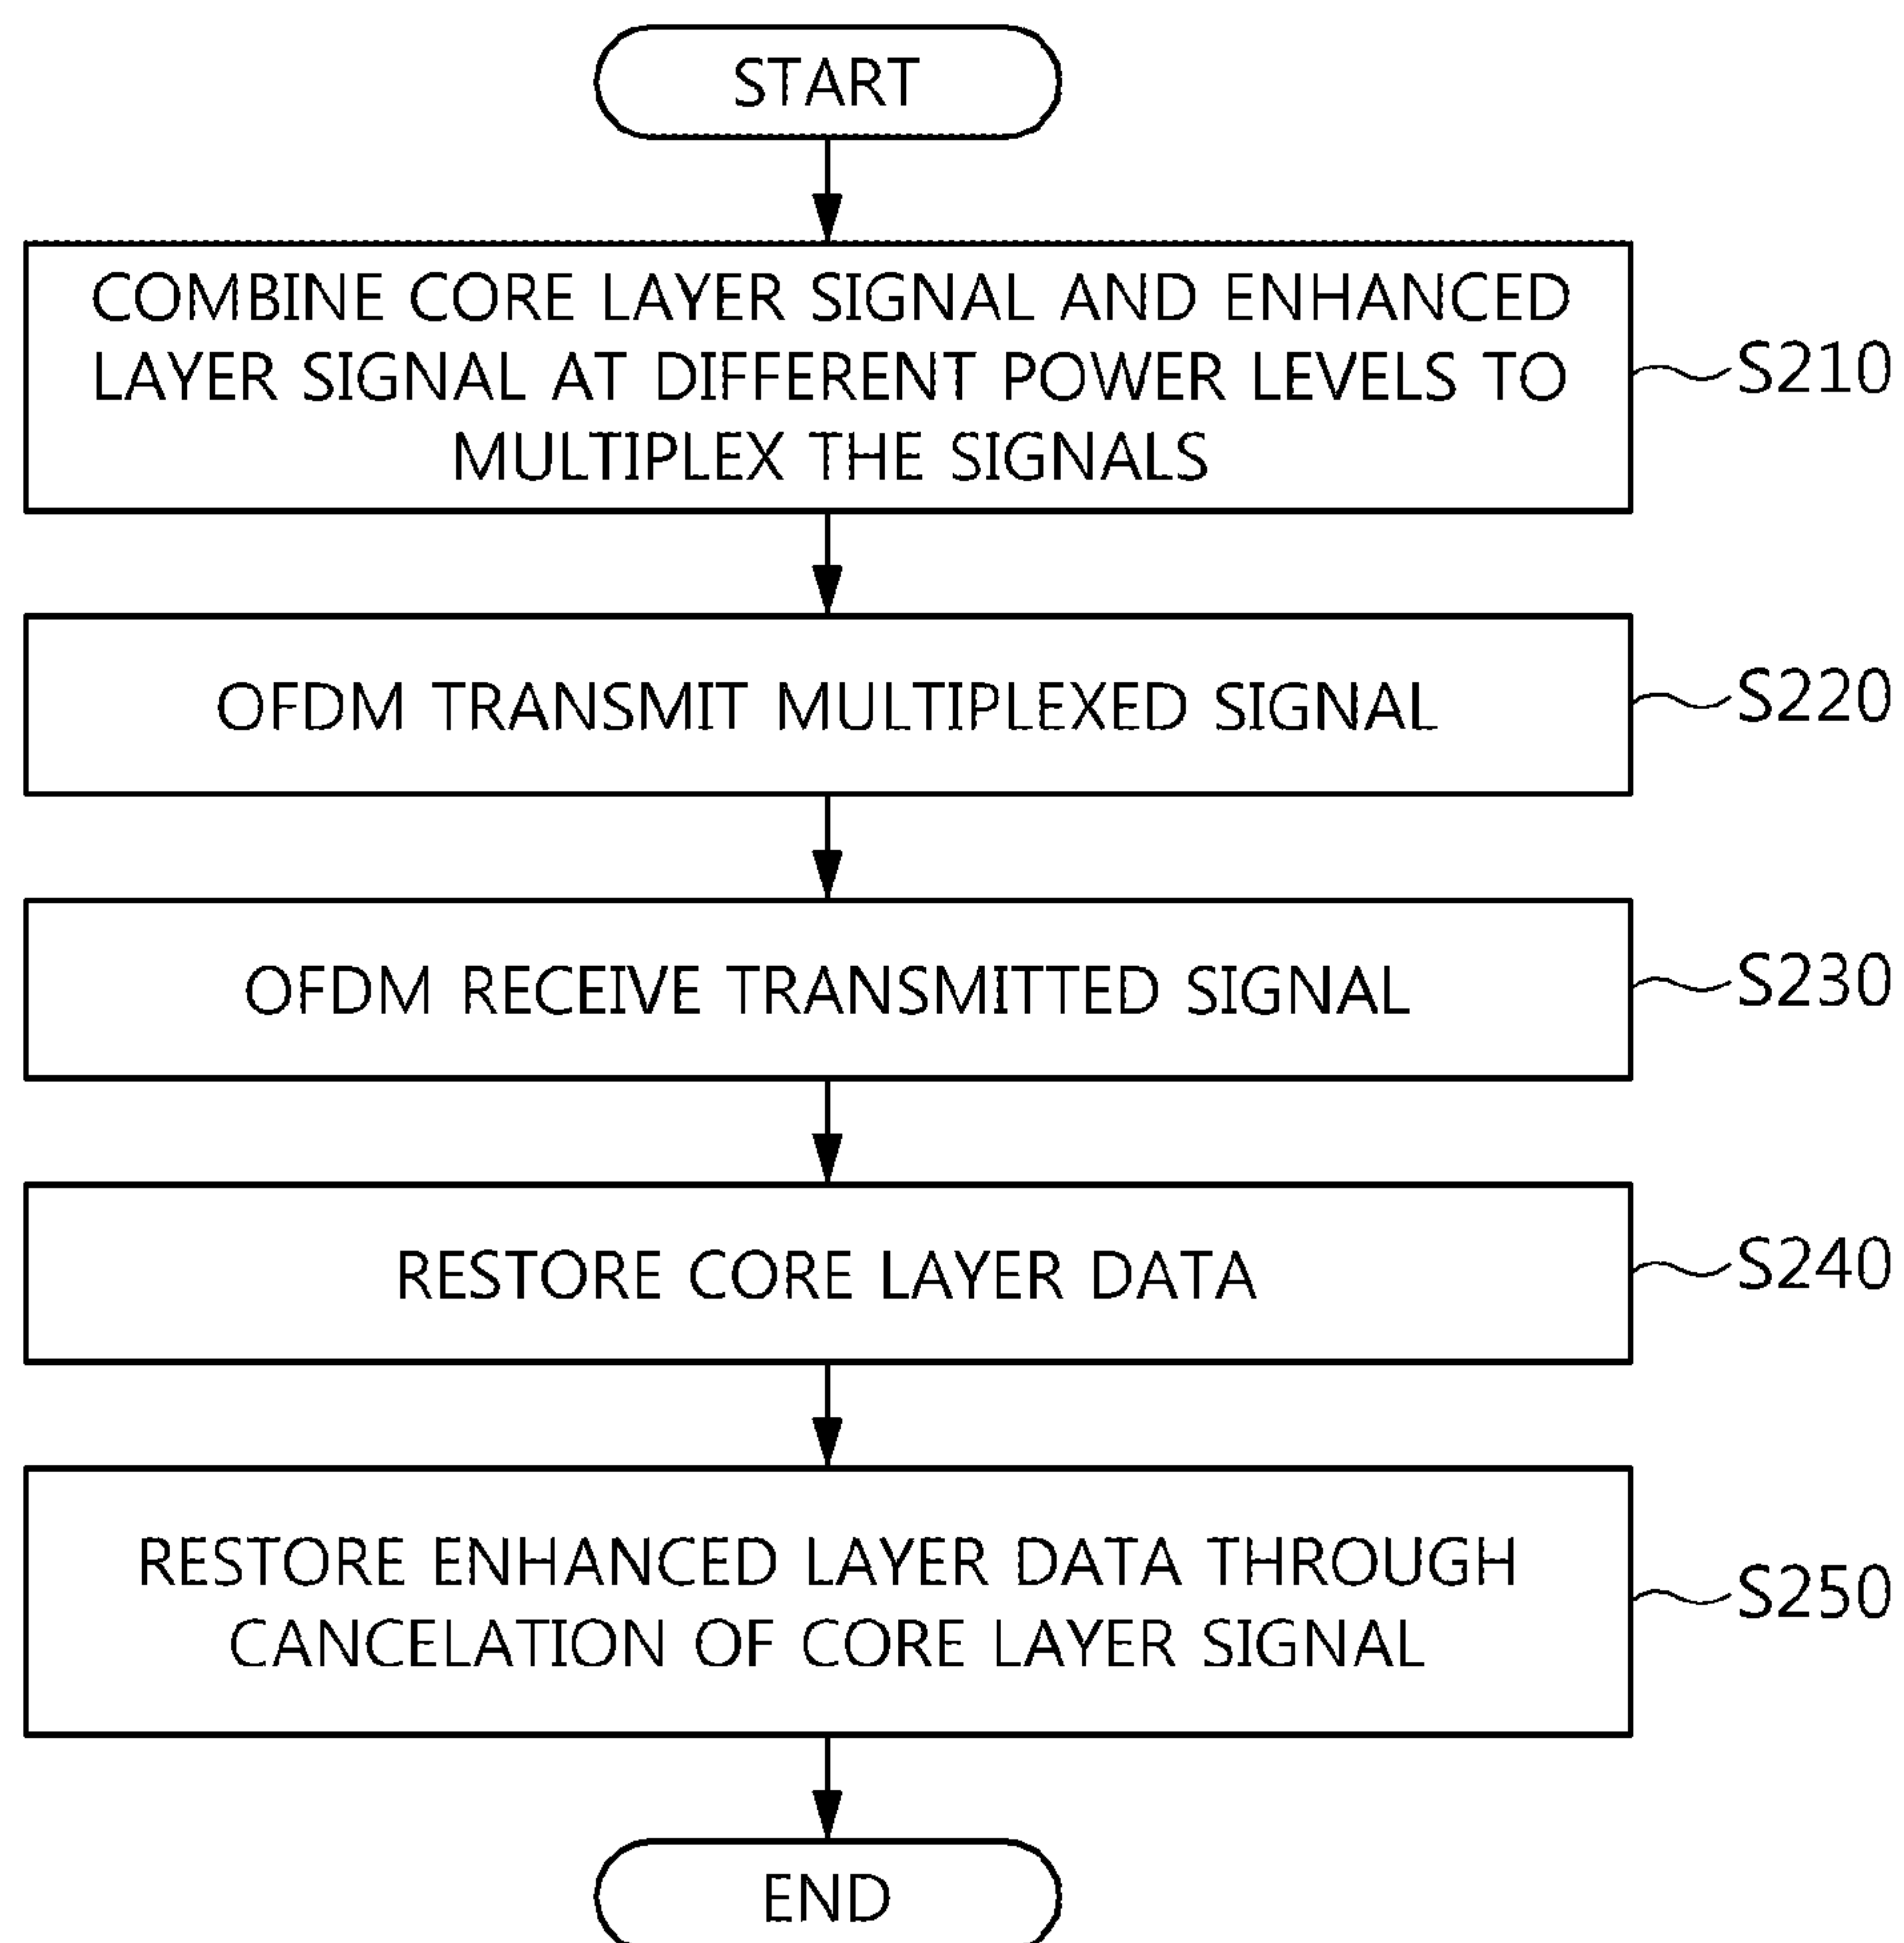 START
COMBINE CORE LAYER SIGNAL AND ENHANCED
LAYER SIGNAL AT DIFFERENT POWER LEVELS TO
MULTIPLEX THE SIGNALS
S210
OFDM TRANSMIT MULTIPLEXED SIGNAL
S220
OFDM RECEIVE TRANSMITTED SIGNAL
S230
RESTORE CORE LAYER DATA
S240
RESTORE ENHANCED LAYER DATA THROUGH
CANCELATION OF CORE LAYER SIGNAL
S250
END